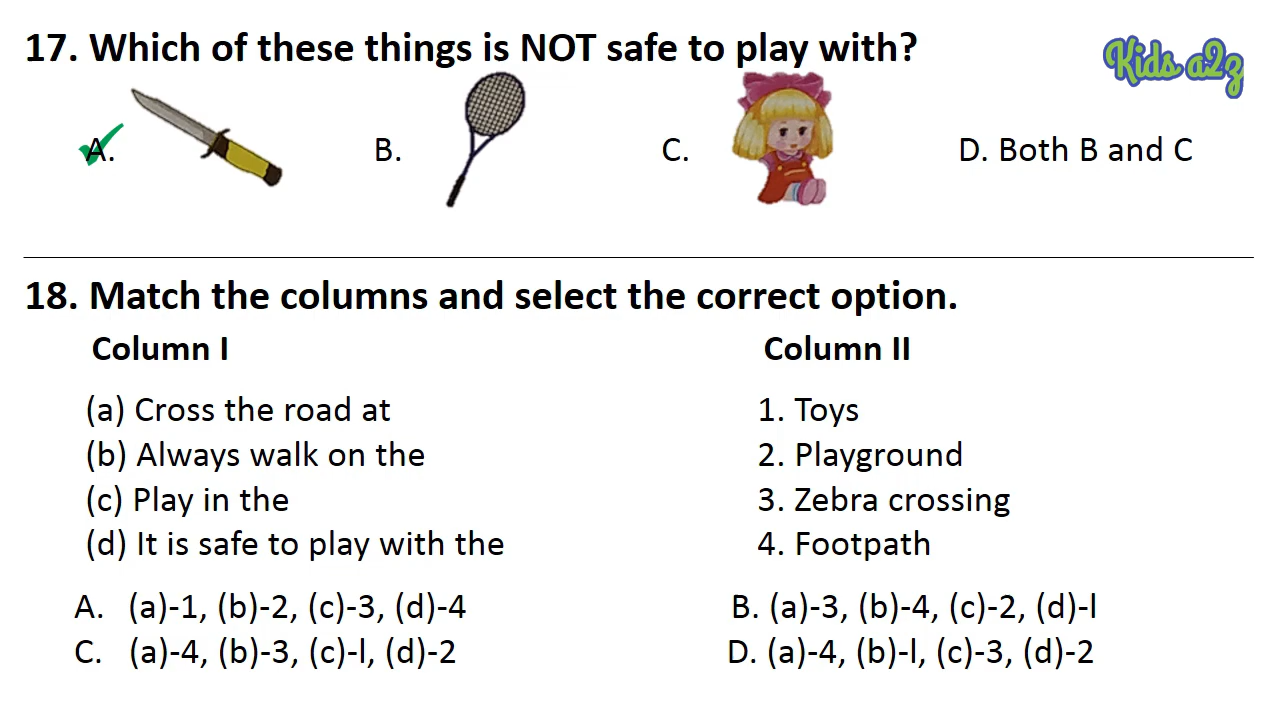 17. Which of these things is NOT safe to play with?
Kids a2z
A. B. C. D. Both B and C
18. Match the columns and select the correct option.
Column I Column II
(a) Cross the road at 1. Toys
(b) Always walk on the 2. Playground
(c) Play in the 3. Zebra crossing
(d) It is safe to play with the 4. Footpath
A. (a)-1, (b)-2, (c)-3, (d)-4 B. (a)-3, (b)-4, (c)-2, (d)-l
C. (a)-4, (b)-3, (c)-l, (d)-2 D. (a)-4, (b)-l, (c)-3, (d)-2